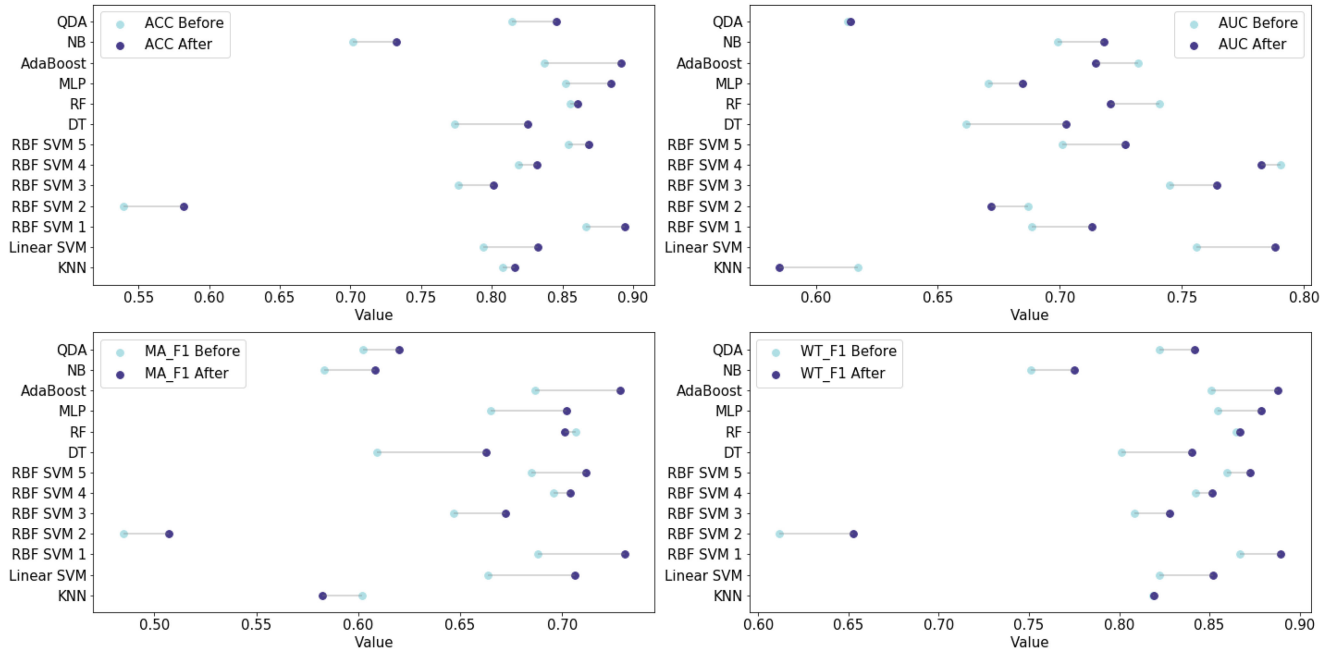 ACC Before
ACC After
QDA
NB
AdaBoost
MLP
RF
DT
RBF SVM 5
RBF SVM 4
RBF SVM 3
RBF SVM 2
RBF SVM 1
Linear SVM
KNN
0.55 0.60 0.65 0.70 0.75 0.80 0.85 0.90
Value
AUC Before
AUC After
QDA
NB
AdaBoost
MLP
RF
DT
RBF SVM 5
RBF SVM 4
RBF SVM 3
RBF SVM 2
RBF SVM 1
Linear SVM
KNN
0.60 0.65 0.70 0.75 0.80
Value
MA_F1 Before
MA_F1 After
QDA
NB
AdaBoost
MLP
RF
DT
RBF SVM 5
RBF SVM 4
RBF SVM 3
RBF SVM 2
RBF SVM 1
Linear SVM
KNN
0.50 0.55 0.60 0.65 0.70
Value
WT_F1 Before
WT_F1 After
QDA
NB
AdaBoost
MLP
RF
DT
RBF SVM 5
RBF SVM 4
RBF SVM 3
RBF SVM 2
RBF SVM 1
Linear SVM
KNN
0.60 0.65 0.70 0.75 0.80 0.85 0.90
Value